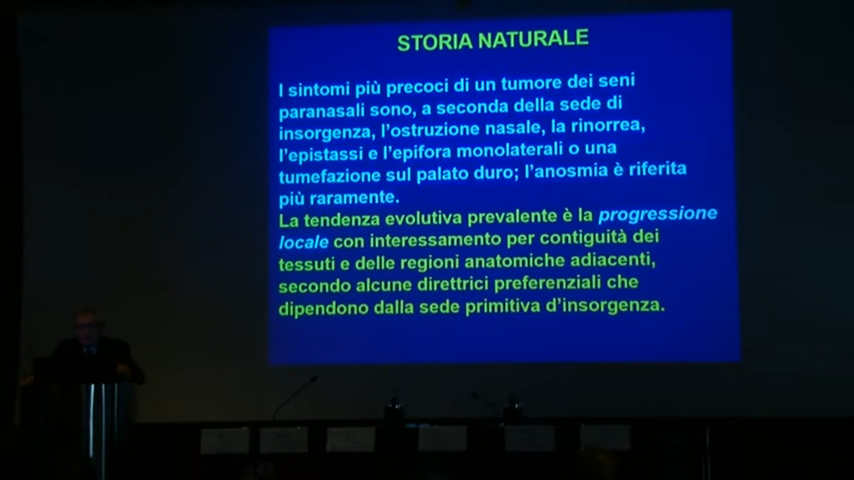 STORIA NATURALE
I sintomi più precoci di un tumore dei seni
paranasali sono, a seconda della sede di
insorgenza, l'ostruzione nasale, la rinorrea,
l'epistassi e l'epifora monolaterali o una
tumefazione sul palato duro; l'anosmia è riferita
più raramente.
La tendenza evolutiva prevalente è la progressione
locale con interessamento per contiguità dei
tessuti e delle regioni anatomiche adiacenti,
secondo alcune direttrici preferenziali che
dipendono dalla sede primitiva d'insorgenza.